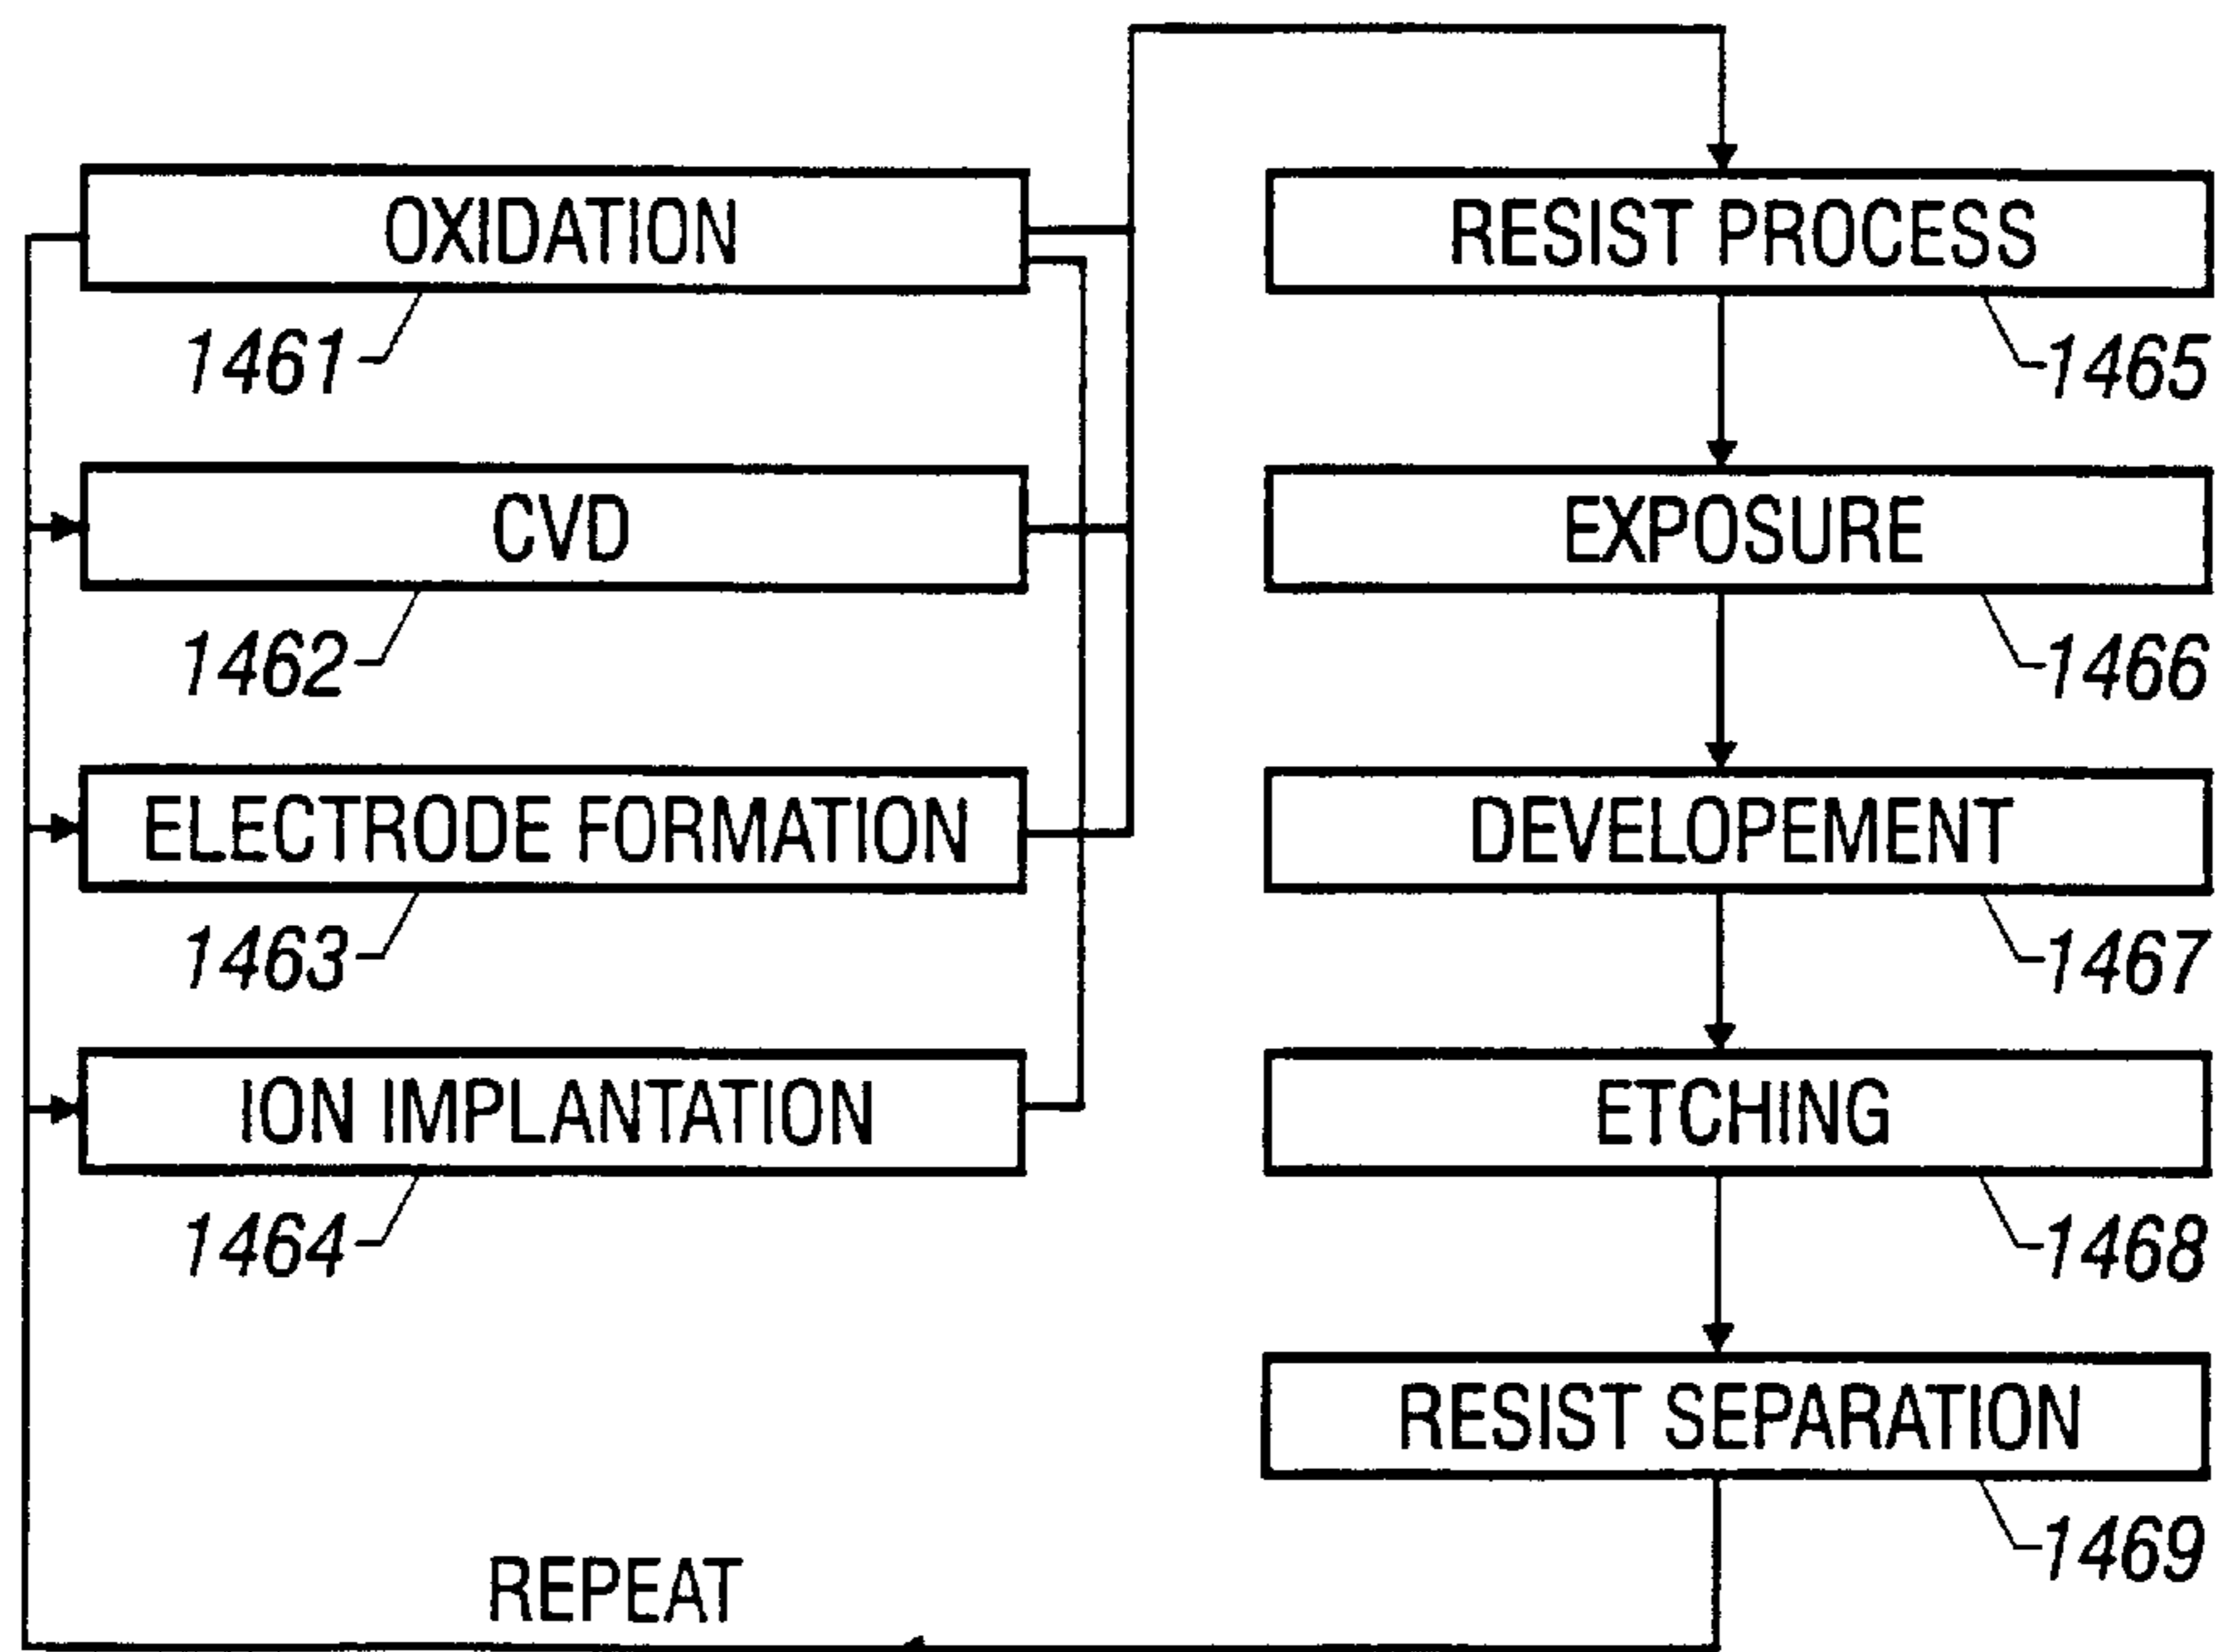 OXIDATION
1461
CVD
1462
ELECTRODE FORMATION
1463
ION IMPLANTATION
1464
RESIST PROCESS
1465
EXPOSURE
1466
DEVELOPEMENT
1467
ETCHING
1468
RESIST SEPARATION
1469
REPEAT